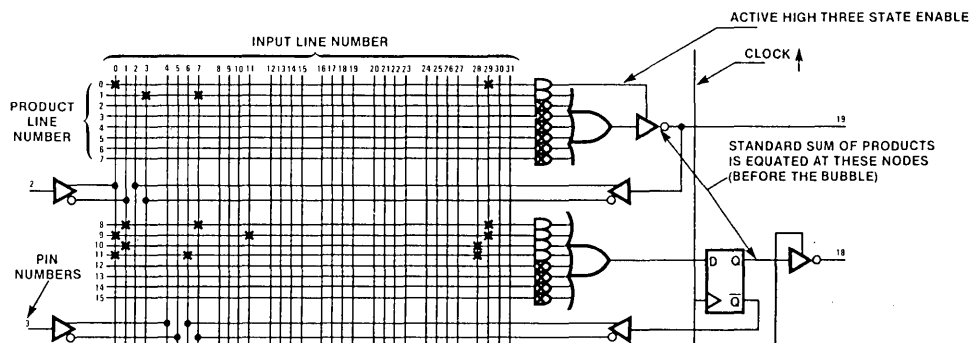 ACTIVE HIGH THREE STATE ENABLE
INPUT LINE NUMBER
CLOCK
0 1 2 3 4 5 6 7 8 9 10 11 12 13 14 15 16 17 18 19 20 21 22 23 24 25 26 27 28 29 30 31
PRODUCT
LINE
NUMBER
0
1
2
3
4
5
6
7
19
STANDARD SUM OF PRODUCTS
IS EQUATED AT THESE NODES
(BEFORE THE BUBBLE)
2
8
9
10
11
12
13
14
15
PIN
NUMBERS
D Q
Q̅
18
3